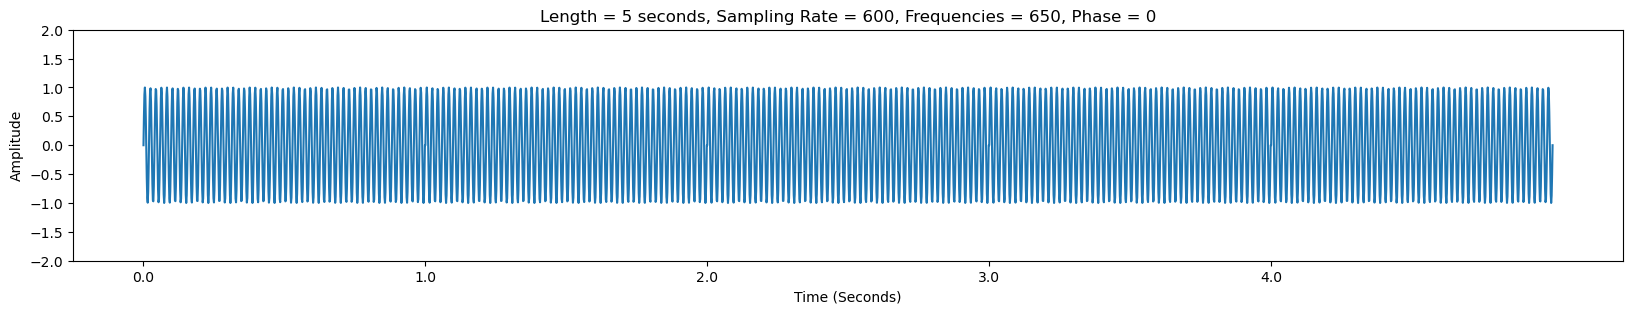 Length = 5 seconds, Sampling Rate = 600, Frequencies = 650, Phase = 0
2.0
1.5
1.0
0.5
0.0
−0.5
−1.0
−1.5
−2.0
Amplitude
0.0 1.0 2.0 3.0 4.0
Time (Seconds)